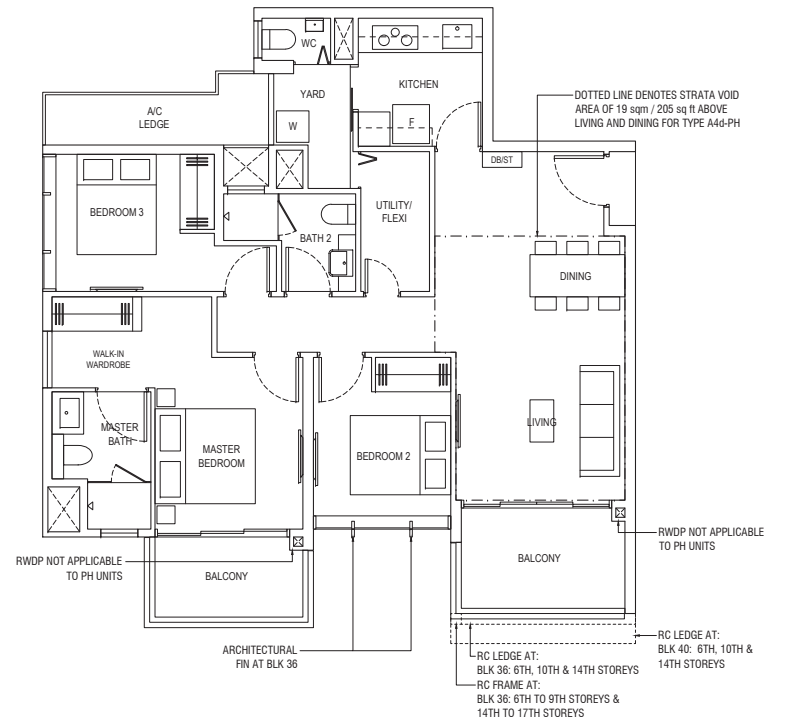 WC
KITCHEN
YARD
A/C
LEDGE
W
F
DOTTED LINE DENOTES STRATA VOID
AREA OF 19 sqm / 205 sq ft ABOVE
LIVING AND DINING FOR TYPE A4d-PH
DB/ST
BEDROOM 3
UTILITY/
FLEXI
BATH 2
DINING
WALK-IN
WARDROBE
MASTER
BATH
MASTER
BEDROOM
BEDROOM 2
LIVING
RWDP NOT APPLICABLE
TO PH UNITS
BALCONY
BALCONY
RWDP NOT APPLICABLE
TO PH UNITS
ARCHITECTURAL
FIN AT BLK 36
RC LEDGE AT:
BLK 36: 6TH, 10TH & 14TH STOREYS
RC FRAME AT:
BLK 36: 6TH TO 9TH STOREYS &
14TH TO 17TH STOREYS
RC LEDGE AT:
BLK 40: 6TH, 10TH &
14TH STOREYS